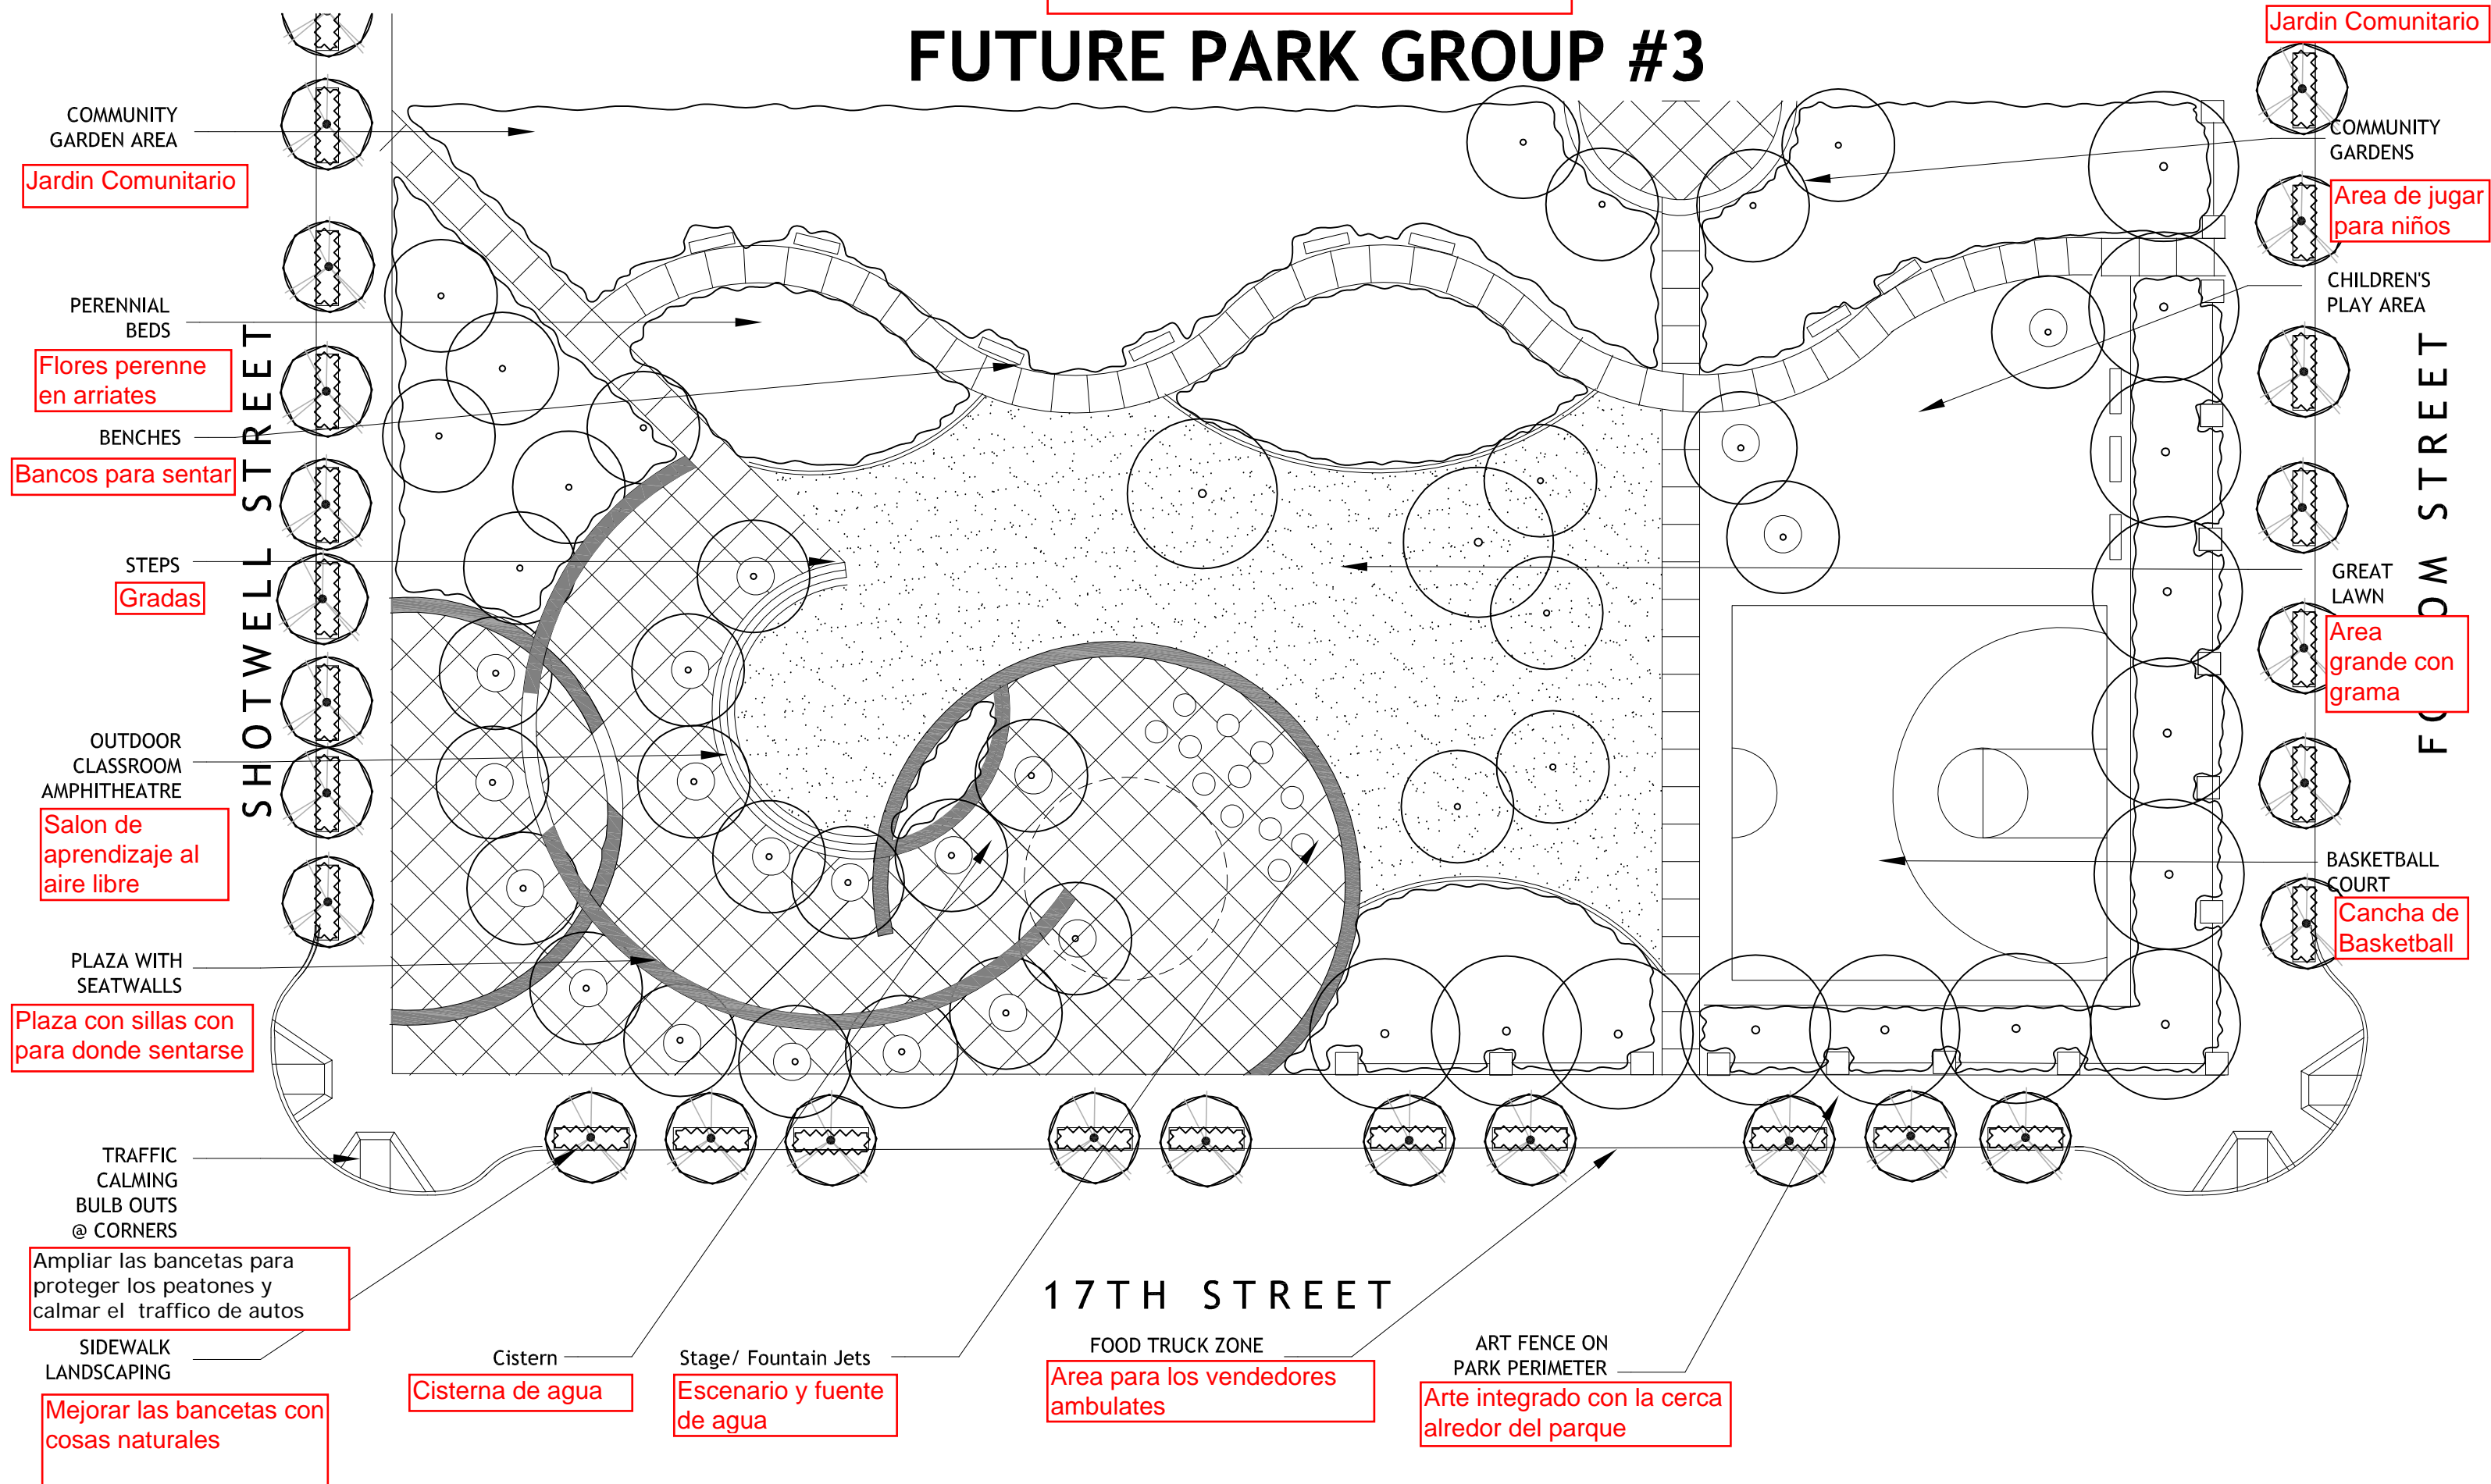 FUTURE PARK GROUP #3
COMMUNITY
GARDEN AREA
Jardin Comunitario
PERENNIAL
BEDS
Flores perenne
en arriates
BENCHES
Bancos para sentar
STEPS
Gradas
OUTDOOR
CLASSROOM
AMPHITHEATRE
Salon de
aprendizaje al
aire libre
PLAZA WITH
SEATWALLS
Plaza con sillas con
para donde sentarse
TRAFFIC
CALMING
BULB OUTS
@ CORNERS
Ampliar las bancetas para
proteger los peatones y
calmar el traffico de autos
SIDEWALK
LANDSCAPING
Mejorar las bancetas con
cosas naturales
SHOTWELL STREET
Cistern
Cisterna de agua
Stage/ Fountain Jets
Escenario y fuente
de agua
17TH STREET
FOOD TRUCK ZONE
Area para los vendedores
ambulates
ART FENCE ON
PARK PERIMETER
Arte integrado con la cerca
alredor del parque
Jardin Comunitario
COMMUNITY
GARDENS
Area de jugar
para niños
CHILDREN'S
PLAY AREA
GREAT
LAWN
Area
grande con
grama
BASKETBALL
COURT
Cancha de
Basketball
STREET